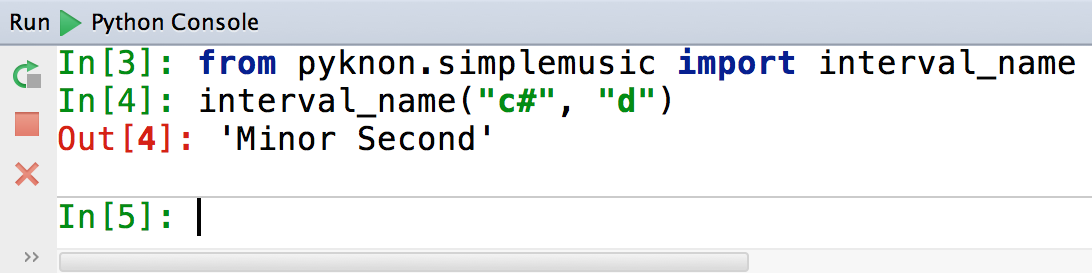 Run Python Console
In[3]: from pyknon.simplemusic import interval_name
In[4]: interval_name("c#", "d")
Out[4]: 'Minor Second'
In[5]: